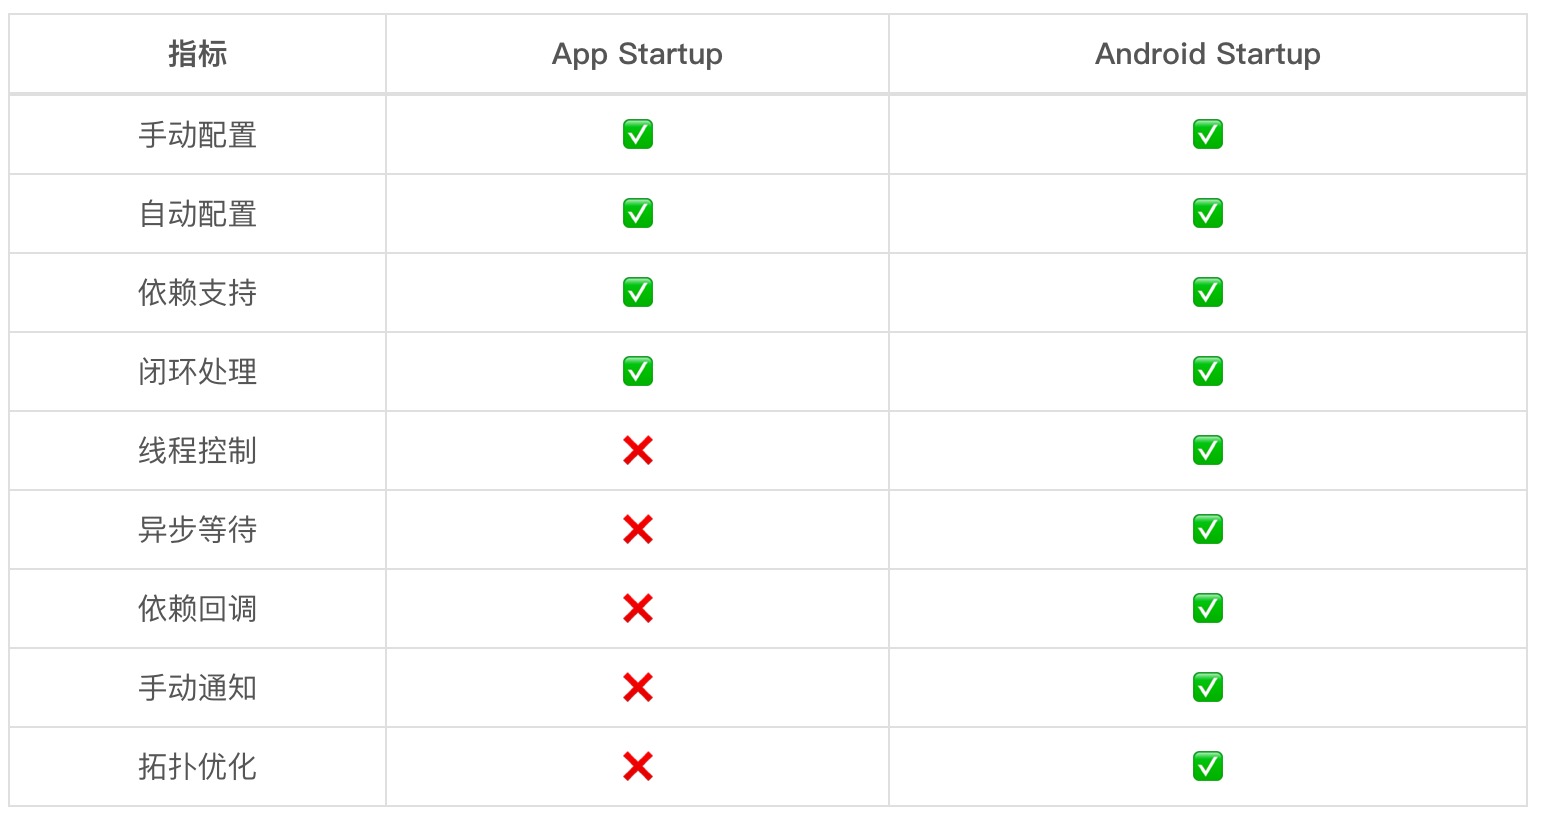 指标 App Startup Android Startup
手动配置 ✅ ✅
自动配置 ✅ ✅
依赖支持 ✅ ✅
闭环处理 ✅ ✅
线程控制 ❌ ✅
异步等待 ❌ ✅
依赖回调 ❌ ✅
手动通知 ❌ ✅
拓扑优化 ❌ ✅